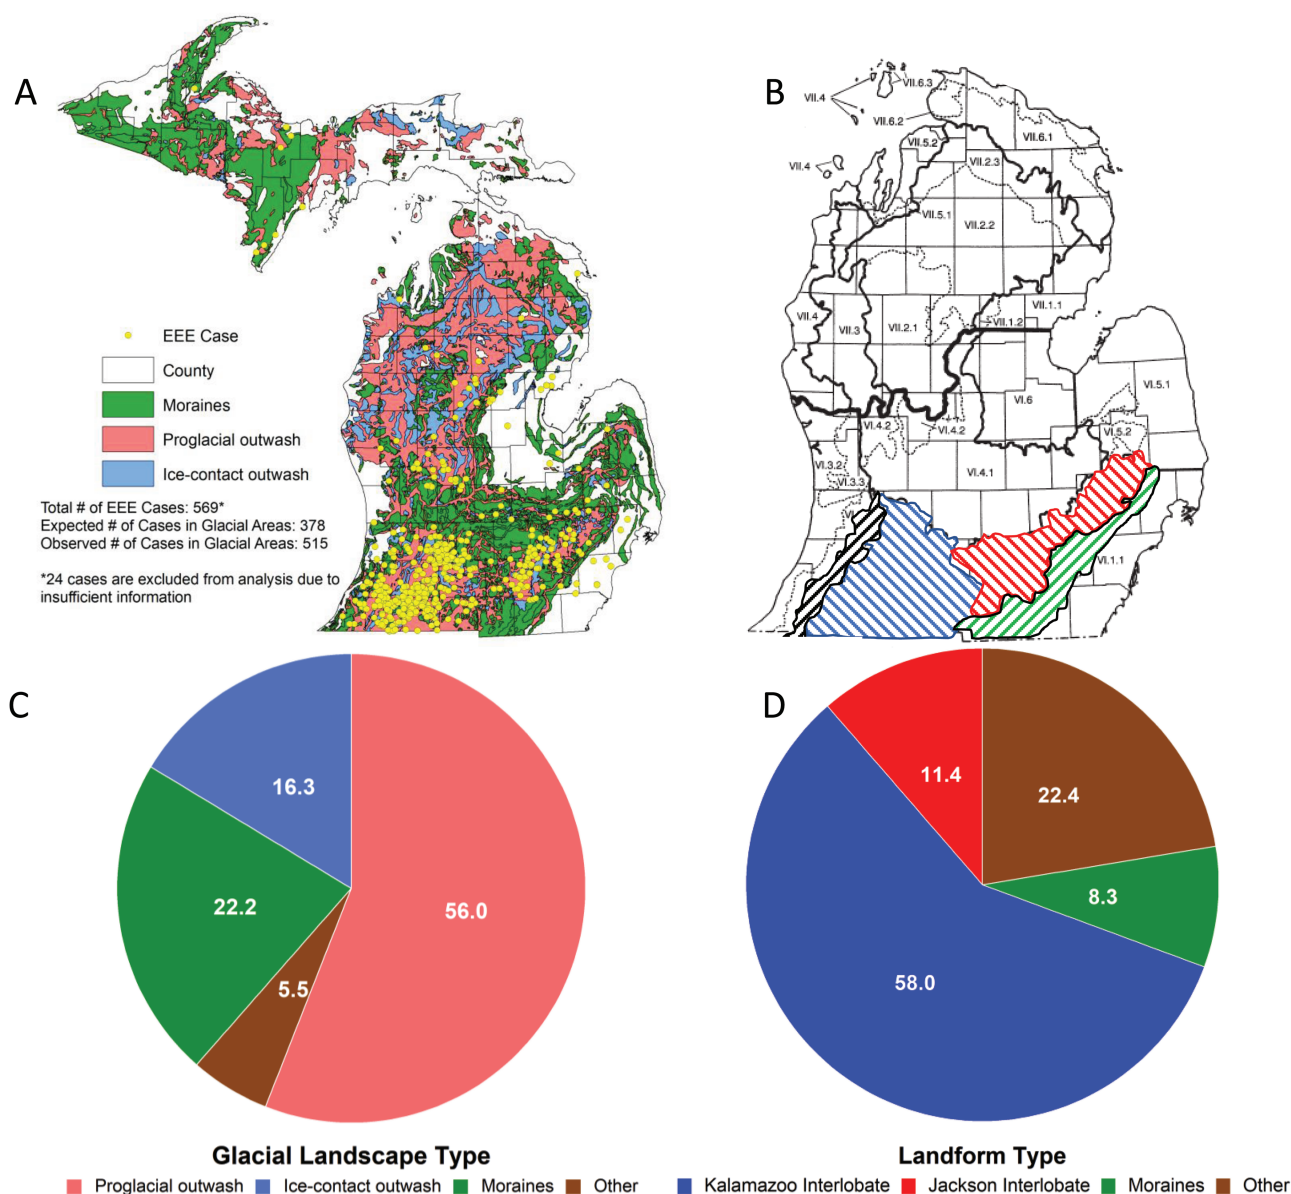 A
EEE Case
County
Moraines
Proglacial outwash
Ice-contact outwash
Total # of EEE Cases: 569*
Expected # of Cases in Glacial Areas: 378
Observed # of Cases in Glacial Areas: 515
*24 cases are excluded from analysis due to
insufficient information
B
VII.6.3
VII.4
VII.6.2
VII.6.1
VII.5.2
VII.2.3
VII.4
VII.5.1
VII.2.2
VII.1.1
VII.4
VII.3
VII.2.1
VII.1.2
VI.5.1
VI.6
VI.4.2
VI.4.2
VI.5.2
VI.3.2
VI.4.1
VI.3.3
VI.1.1
C
16.3
22.2
56.0
5.5
Glacial Landscape Type
Proglacial outwash Ice-contact outwash Moraines Other
D
11.4
22.4
8.3
58.0
Landform Type
Kalamazoo Interlobate Jackson Interlobate Moraines Other